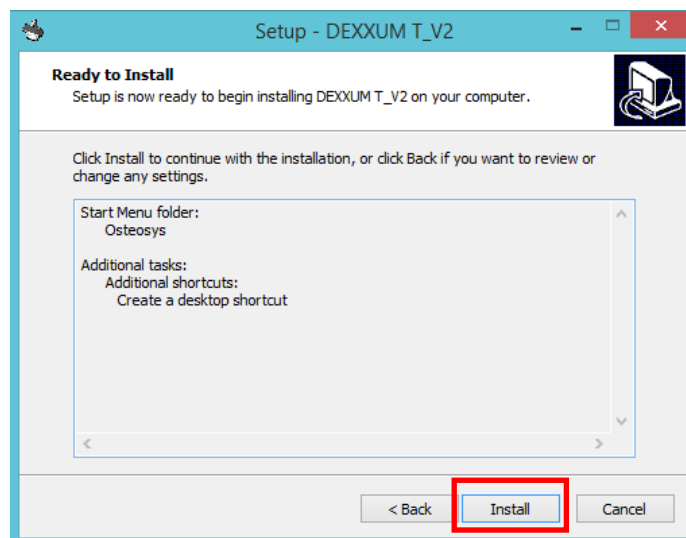 Setup - DEXXUM T_V2
Ready to Install
Setup is now ready to begin installing DEXXUM T_V2 on your computer.
Click Install to continue with the installation, or click Back if you want to review or
change any settings.
Start Menu folder:
Osteosys
Additional tasks:
Additional shortcuts:
Create a desktop shortcut
< Back
Install
Cancel